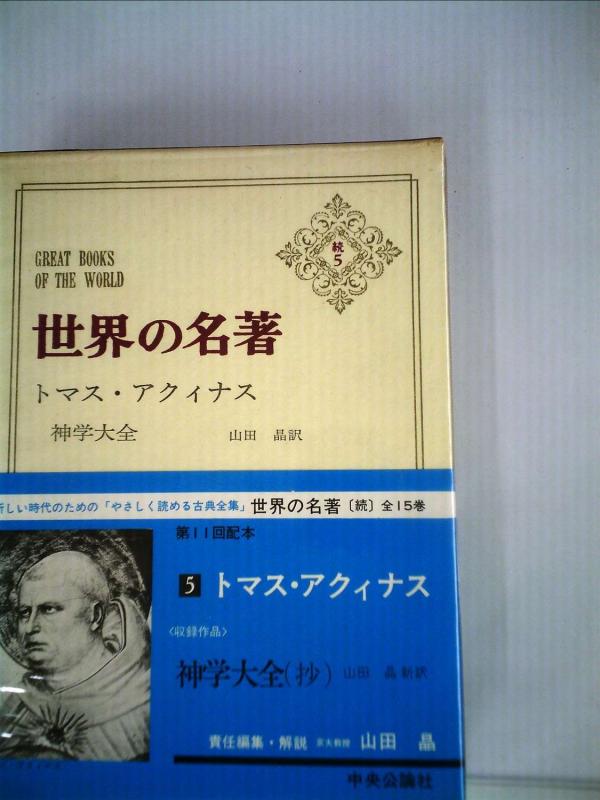 続
5
GREAT BOOKS
OF THE WORLD
世界の名著
トマス・アクィナス
神学大全
山田 晶訳
新しい時代のための「やさしく読める古典全集」世界の名著〔続〕全15巻
第11回配本
5 トマス・アクィナス
〈収録作品〉
神学大全(抄) 山田 晶 新訳
責任編集・解説 京大教授 山田 晶
中央公論社